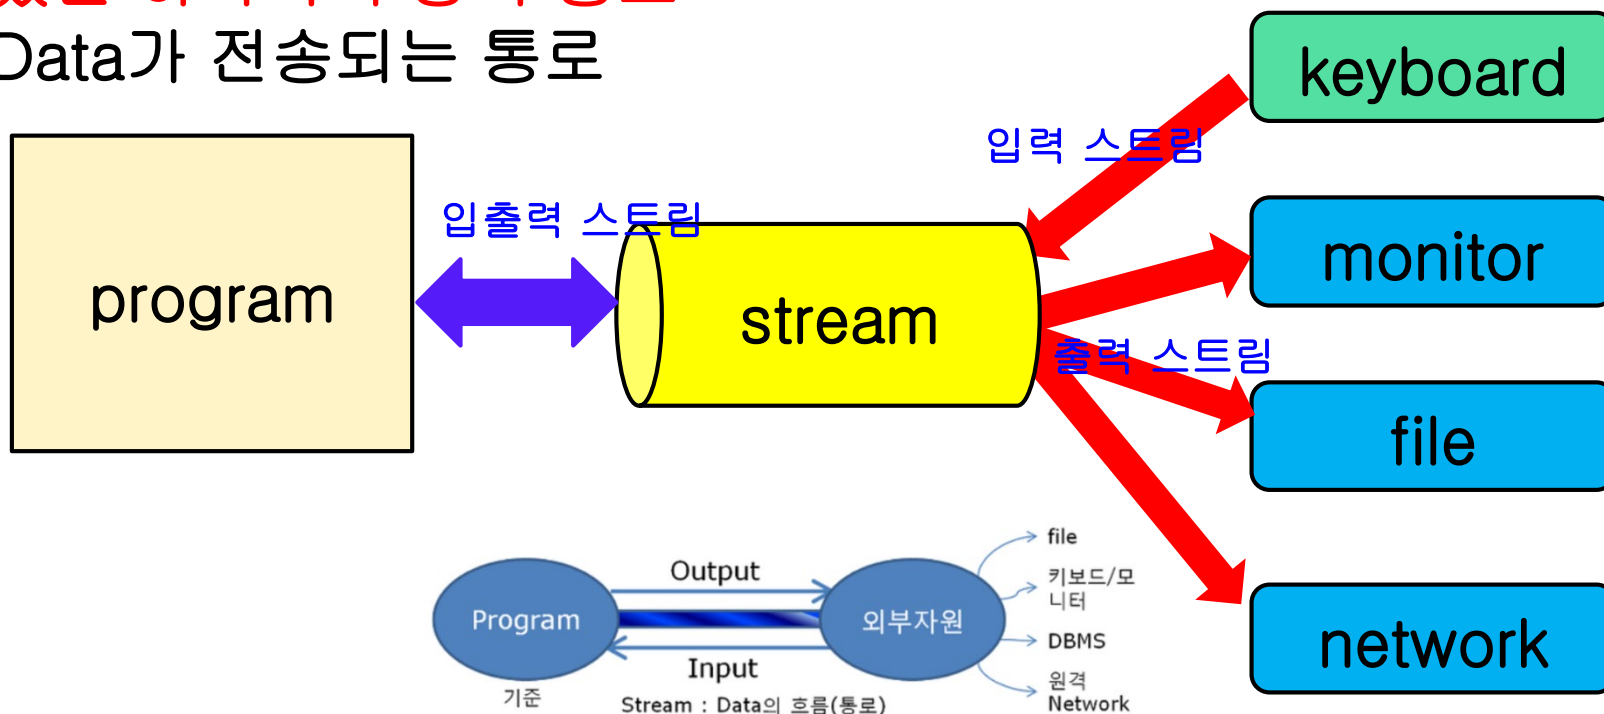 Data가 전송되는 통로
keyboard
입력 스트림
입출력 스트림
monitor
program
stream
출력 스트림
file
network
Output
Program
외부자원
Input
기준
Stream : Data의 흐름(통로)
file
키보드/모
니터
DBMS
원격
Network